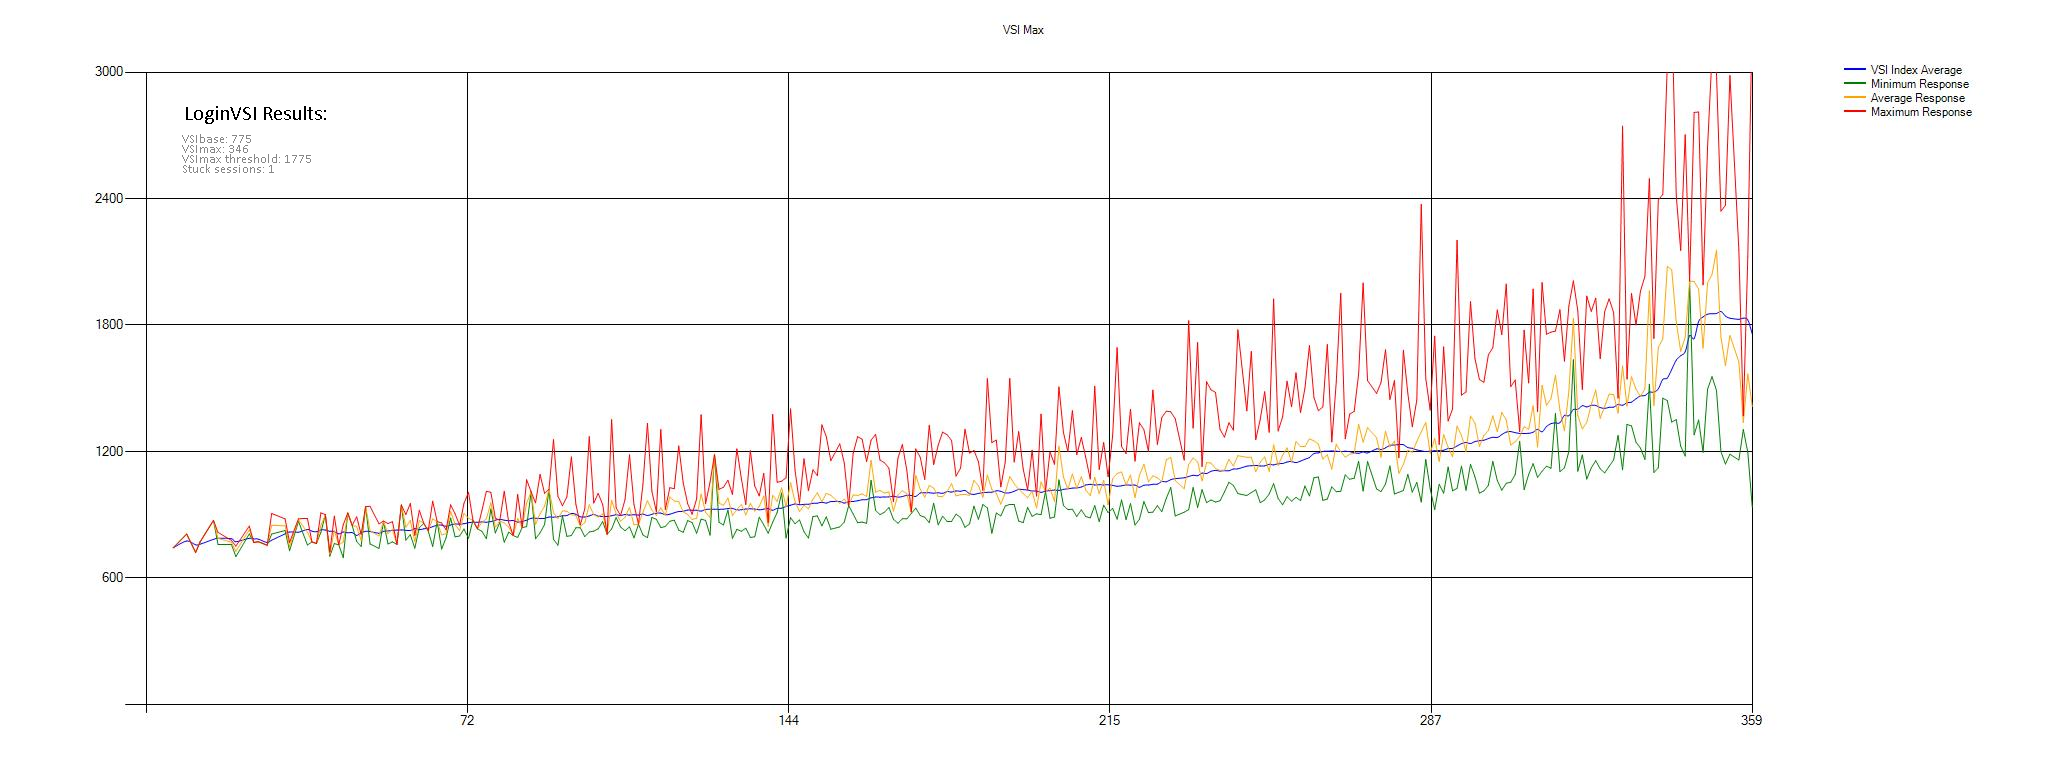 VSI Max
3000
2400
1800
1200
600
LoginVSI Results:
VSIbase: 775
VSImax: 346
VSImax threshold: 1775
Stuck sessions: 1
VSI Index Average
Minimum Response
Average Response
Maximum Response
72
144
215
287
359